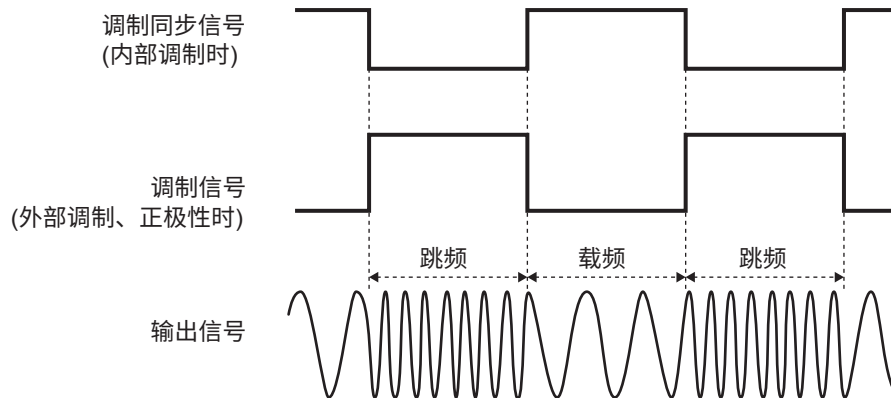 调制同步信号
(内部调制时)
调制信号
(外部调制、正极性时)
跳频
载频
跳频
输出信号